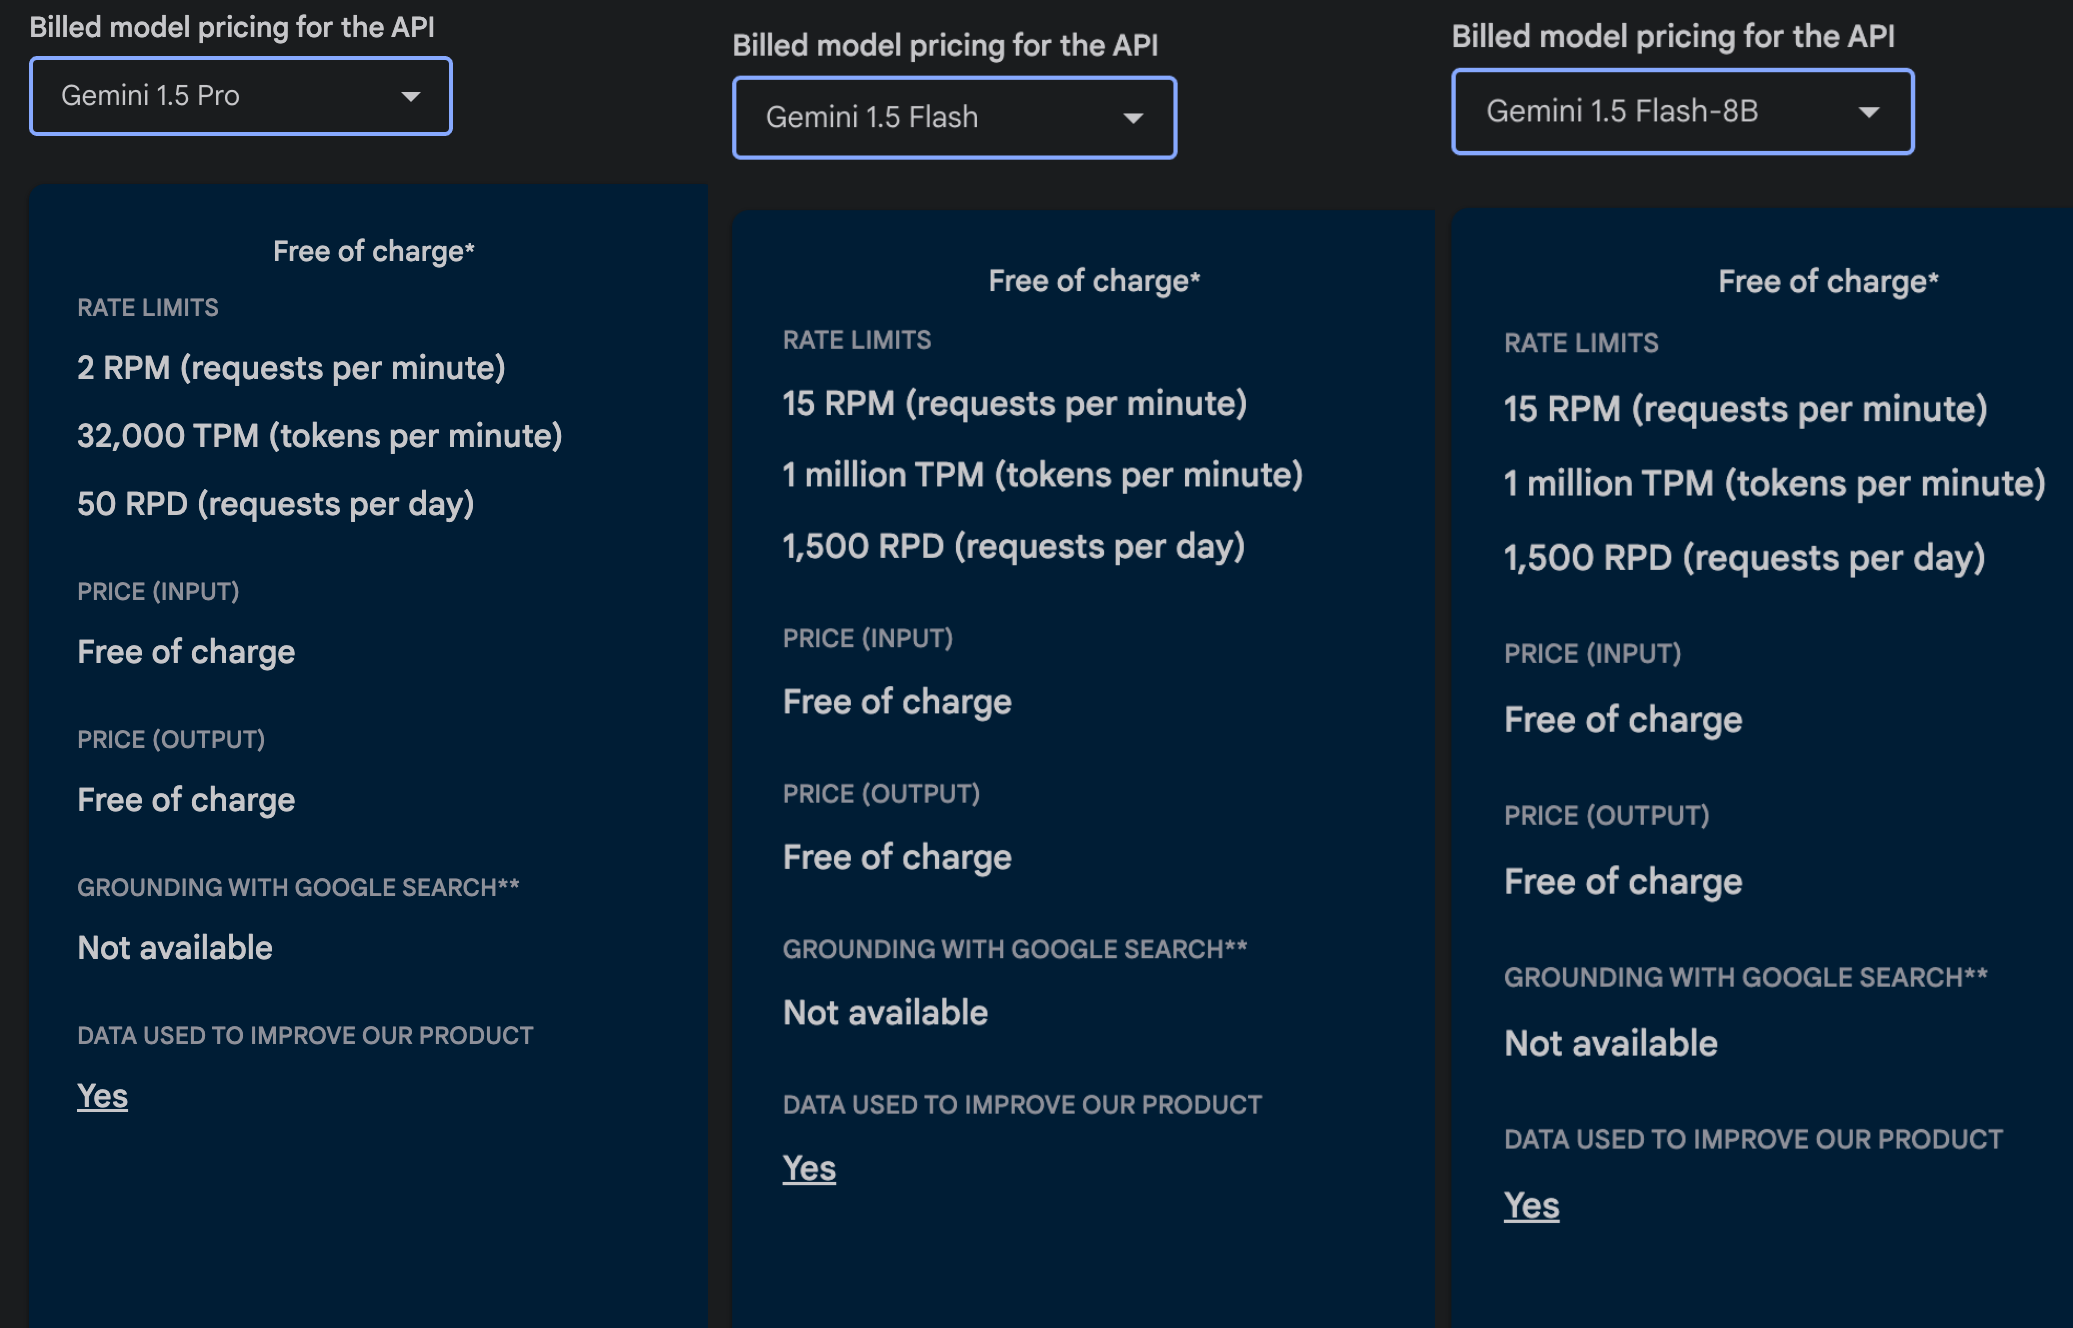 Billed model pricing for the API
Gemini 1.5 Pro
Free of charge*
RATE LIMITS
2 RPM (requests per minute)
32,000 TPM (tokens per minute)
50 RPD (requests per day)
PRICE (INPUT)
Free of charge
PRICE (OUTPUT)
Free of charge
GROUNDING WITH GOOGLE SEARCH**
Not available
DATA USED TO IMPROVE OUR PRODUCT
Yes
Billed model pricing for the API
Gemini 1.5 Flash
Free of charge*
RATE LIMITS
15 RPM (requests per minute)
1 million TPM (tokens per minute)
1,500 RPD (requests per day)
PRICE (INPUT)
Free of charge
PRICE (OUTPUT)
Free of charge
GROUNDING WITH GOOGLE SEARCH**
Not available
DATA USED TO IMPROVE OUR PRODUCT
Yes
Billed model pricing for the API
Gemini 1.5 Flash-8B
Free of charge*
RATE LIMITS
15 RPM (requests per minute)
1 million TPM (tokens per minute)
1,500 RPD (requests per day)
PRICE (INPUT)
Free of charge
PRICE (OUTPUT)
Free of charge
GROUNDING WITH GOOGLE SEARCH**
Not available
DATA USED TO IMPROVE OUR PRODUCT
Yes